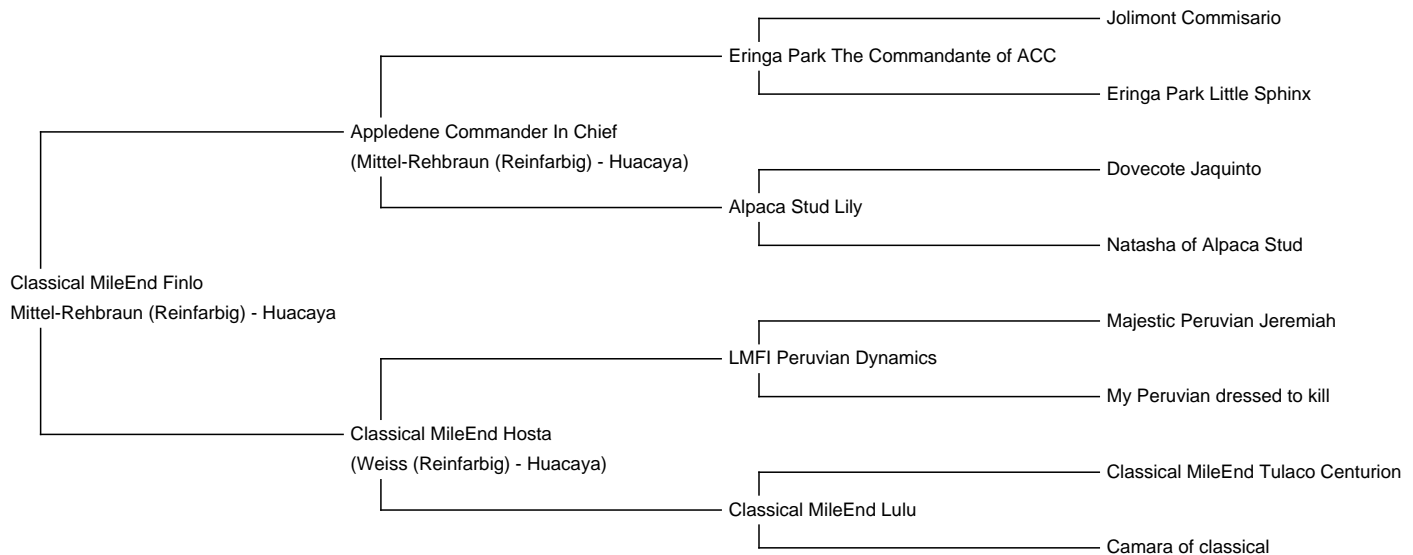 Jolimont Commisario
Eringa Park The Commandante of ACC
Eringa Park Little Sphinx
Appledene Commander In Chief
(Mittel-Rehbraun (Reinfarbig) - Huacaya)
Dovecote Jaquinto
Alpaca Stud Lily
Natasha of Alpaca Stud
Classical MileEnd Finlo
Mittel-Rehbraun (Reinfarbig) - Huacaya
Majestic Peruvian Jeremiah
LMFI Peruvian Dynamics
My Peruvian dressed to kill
Classical MileEnd Hosta
(Weiss (Reinfarbig) - Huacaya)
Classical MileEnd Tulaco Centurion
Classical MileEnd Lulu
Camara of classical